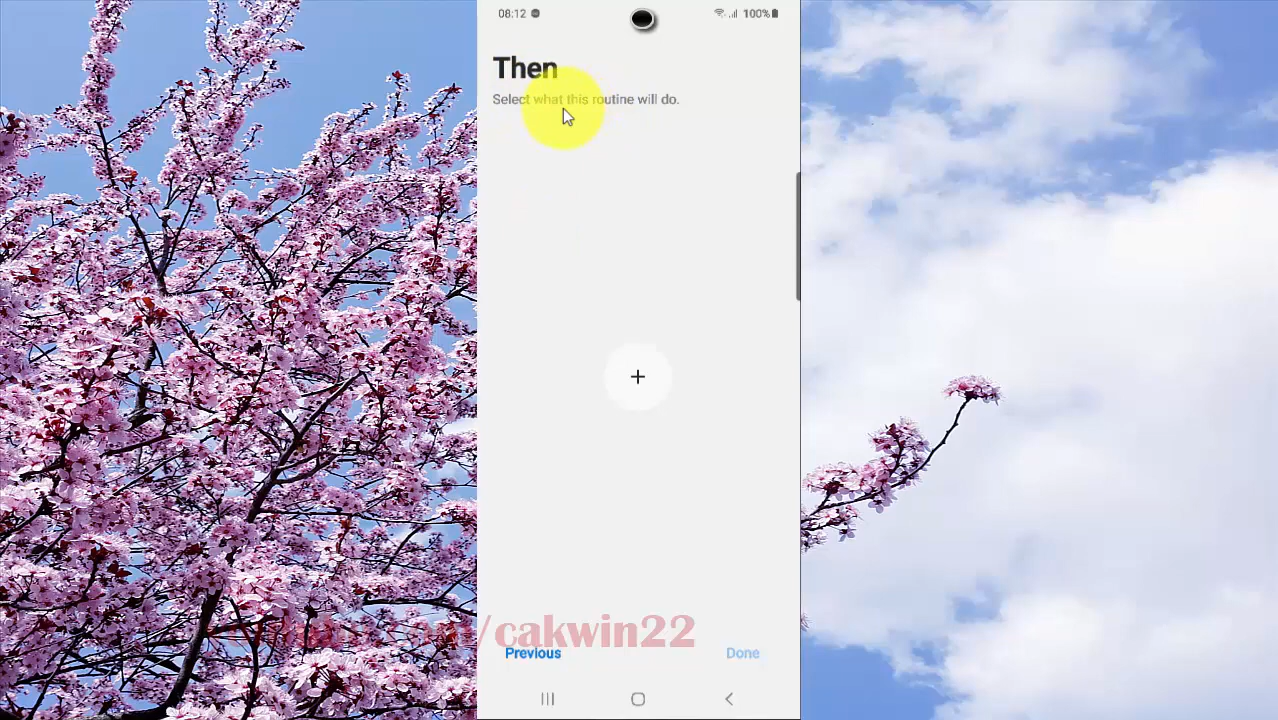 08:12
100%
Then
Select what this routine will do.
+
/cakwin22
Previous
Done